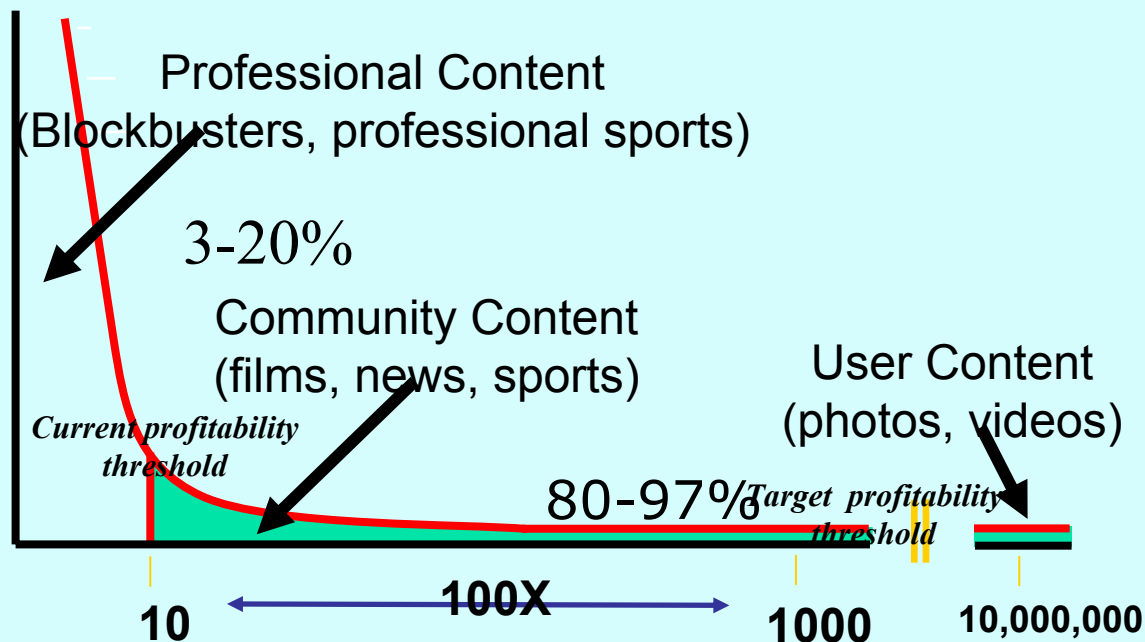 Professional Content
(Blockbusters, professional sports)
3-20%
Community Content
(films, news, sports)
User Content
(photos, videos)
Current profitability
threshold
80-97%
Target profitability
threshold
10
100X
1000
10,000,000